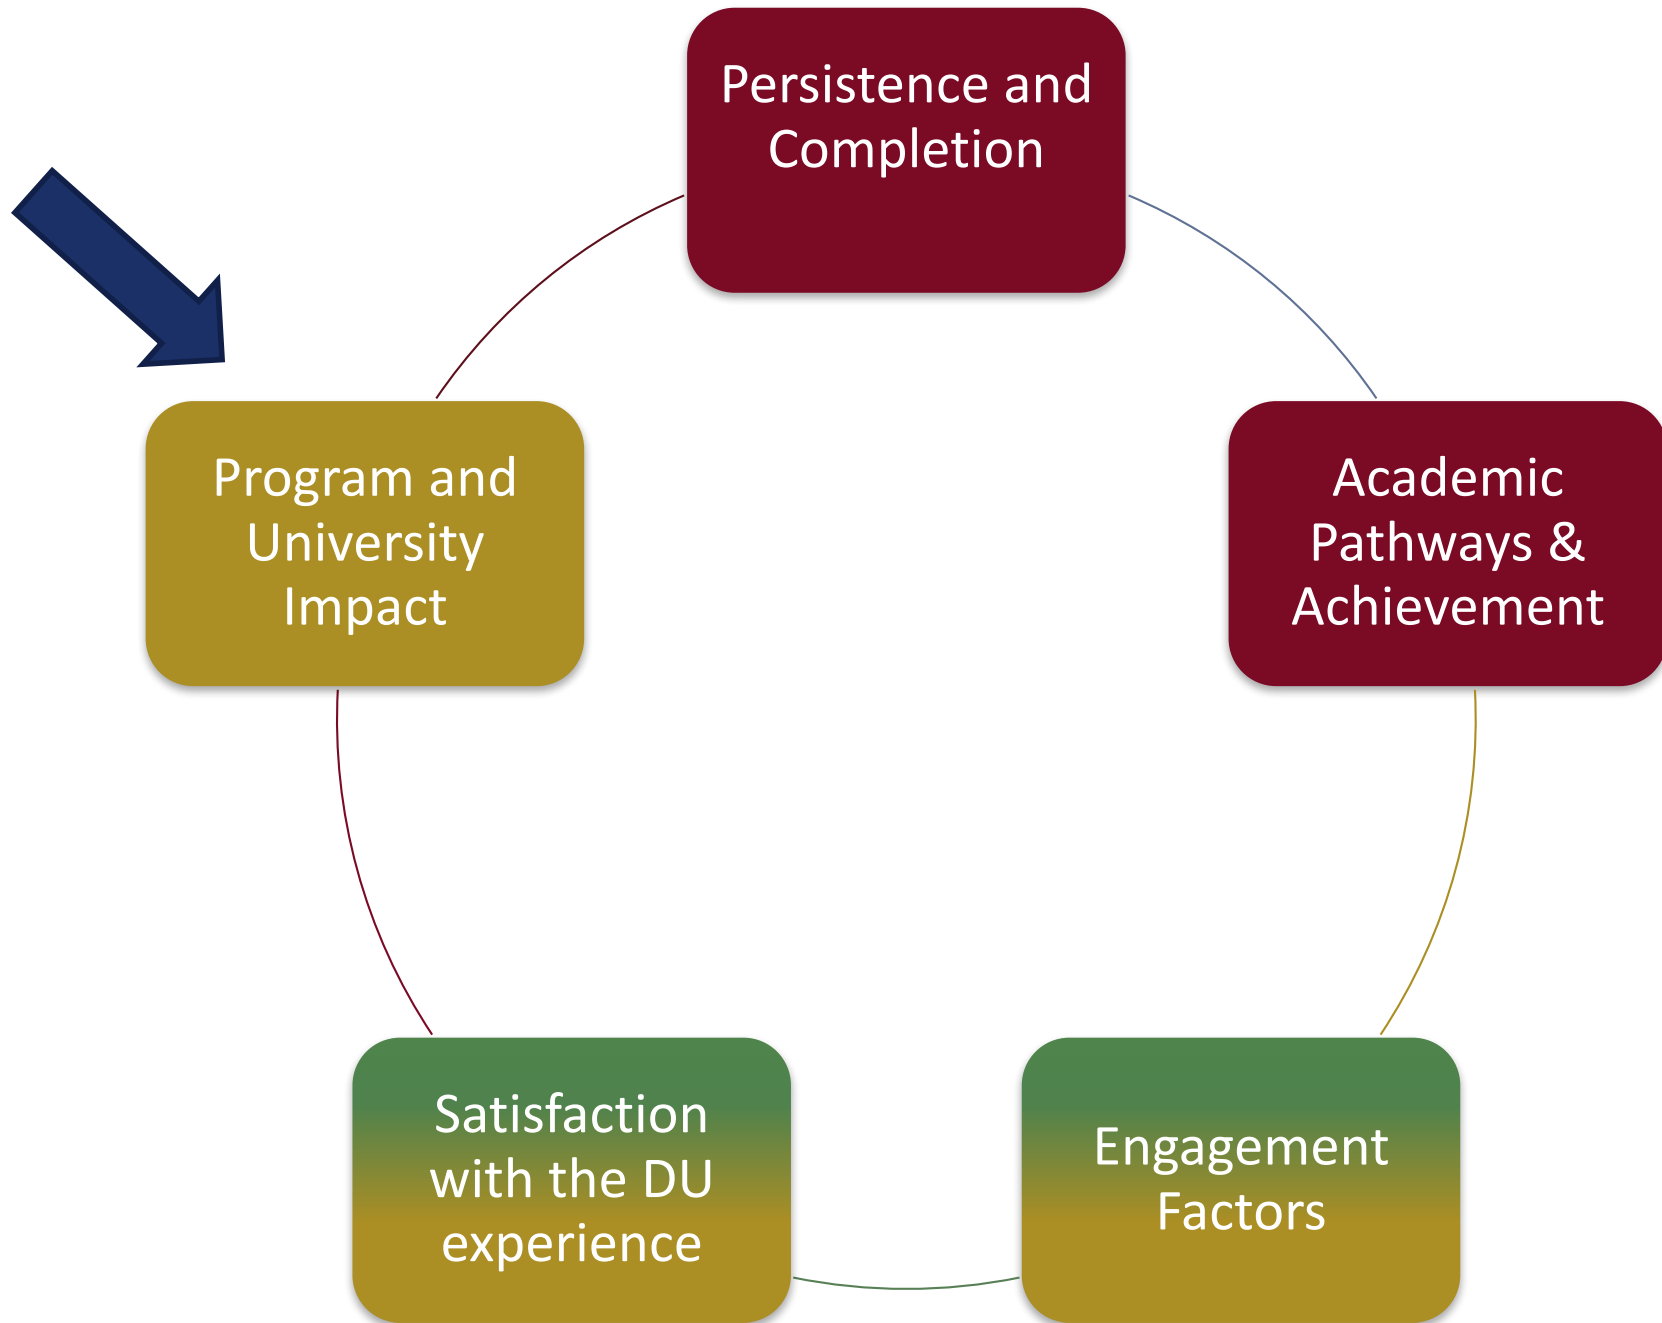 Persistence and
Completion
Program and
University
Impact
Academic
Pathways &
Achievement
Satisfaction
with the DU
experience
Engagement
Factors